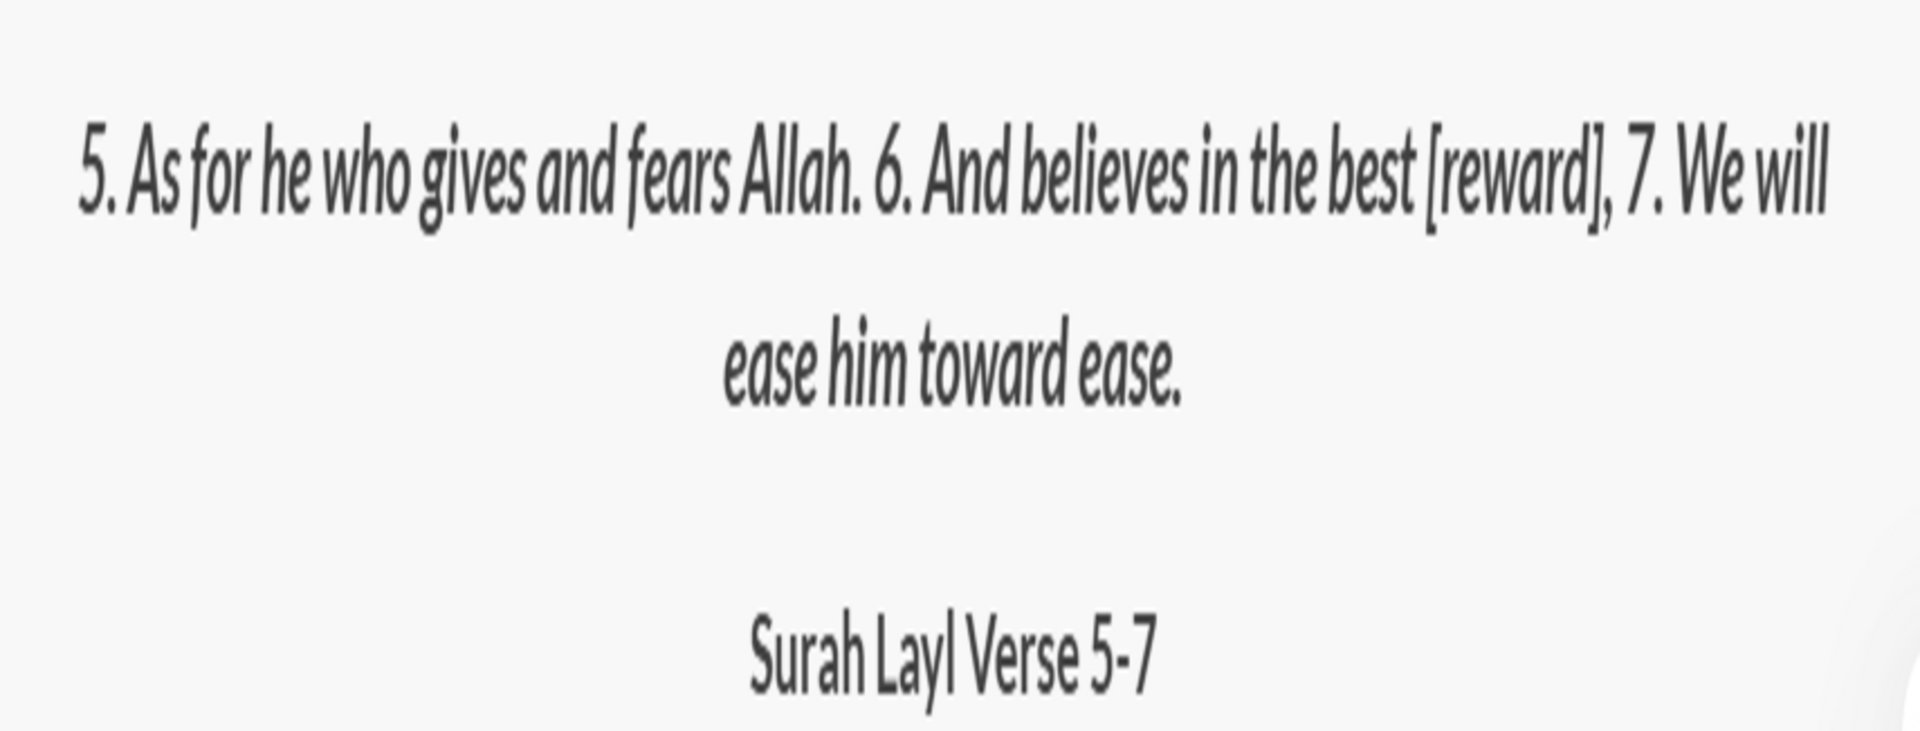 5. As for he who gives and fears Allah. 6. And believes in the best [reward], 7. We will
ease him toward ease.
Surah Layl Verse 5-7